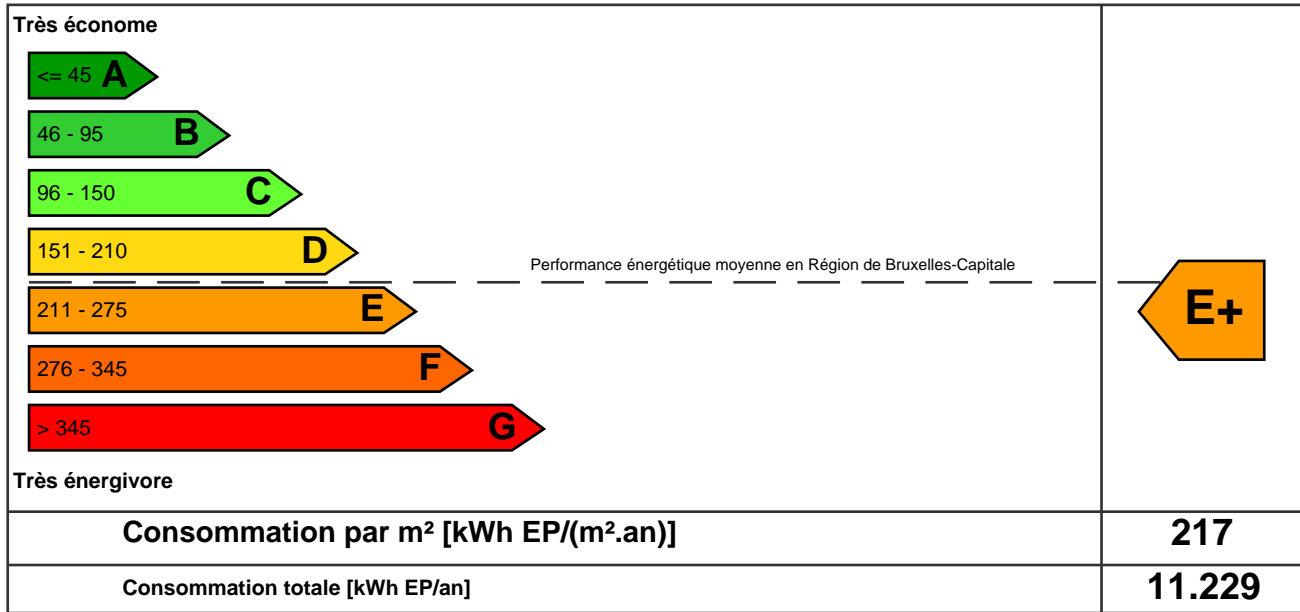 Très économe
<= 45 A
46 - 95 B
96 - 150 C
151 - 210 D
Performance énergétique moyenne en Région de Bruxelles-Capitale
211 - 275 E
E+
276 - 345 F
> 345 G
Très énergivore
Consommation par m² [kWh EP/(m².an)] 217
Consommation totale [kWh EP/an] 11.229